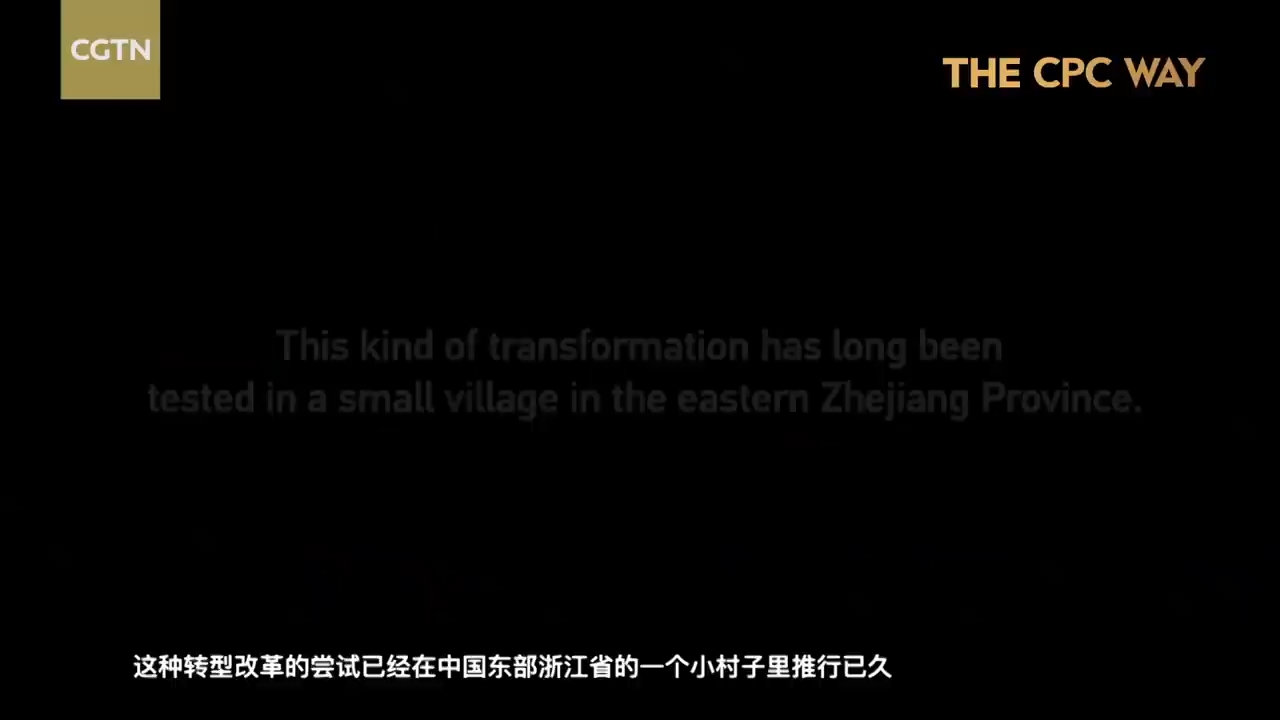 CGTN
THE CPC WAY
This kind of transformation has long been
tested in a small village in the eastern Zhejiang Province.
这种转型改革的尝试已经在中国东部浙江省的一个小村子里推行已久